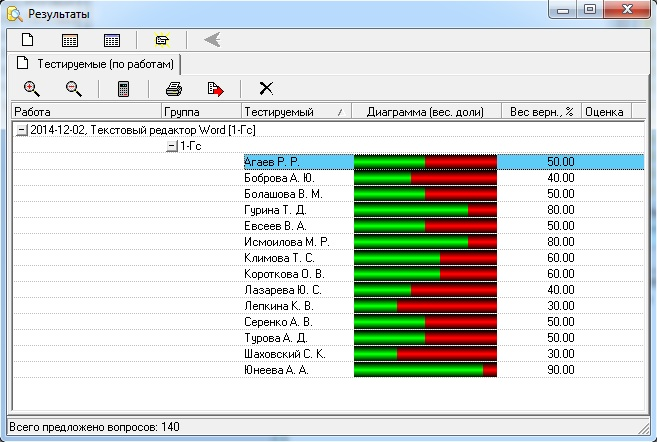 Результаты
Тестируемые (по работам)
Работа Группа Тестируемый Диаграмма (вес. доли) Вес верн., % Оценка
2014-12-02, Текстовый редактор Word [1-Гс]
1-Гс
Агаев Р. Р. 50.00
Боброва А. Ю. 40.00
Болашова В. М. 50.00
Гурина Т. Д. 80.00
Евсеев В. А. 50.00
Исмоилова М. Р. 80.00
Климова Т. С. 60.00
Короткова О. В. 60.00
Лазарева Ю. С. 40.00
Лепкина К. В. 30.00
Серенко А. В. 50.00
Турова А. Д. 50.00
Шаховский С. К. 30.00
Юнеева А. А. 90.00
Всего предложено вопросов: 140